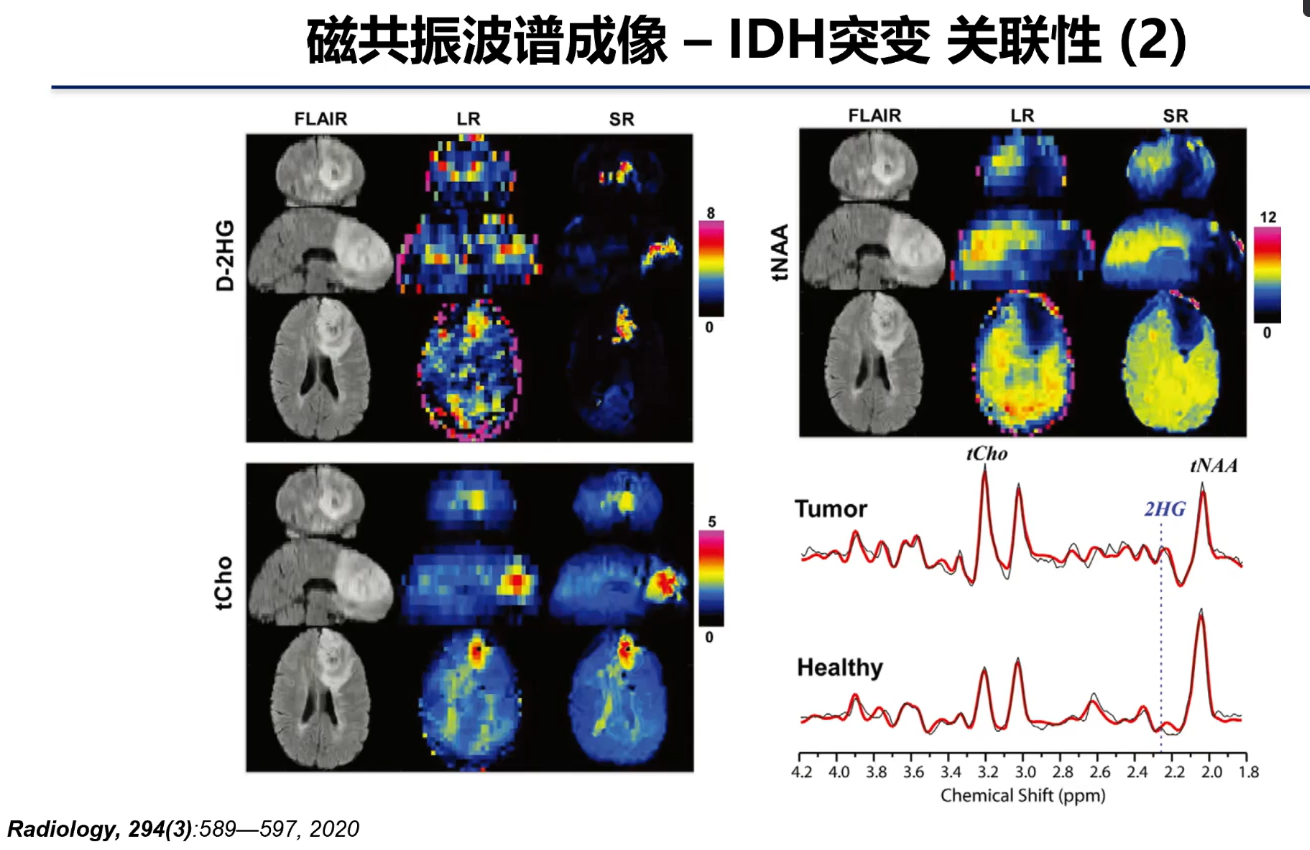 磁共振波谱成像 – IDH突变 关联性 (2)
FLAIR LR SR
D-2HG
8
0
tCho
5
0
FLAIR LR SR
tNAA
12
0
tCho
tNAA
2HG
Tumor
Healthy
4.2 4.0 3.8 3.6 3.4 3.2 3.0 2.8 2.6 2.4 2.2 2.0 1.8
Chemical Shift (ppm)
Radiology, 294(3):589—597, 2020